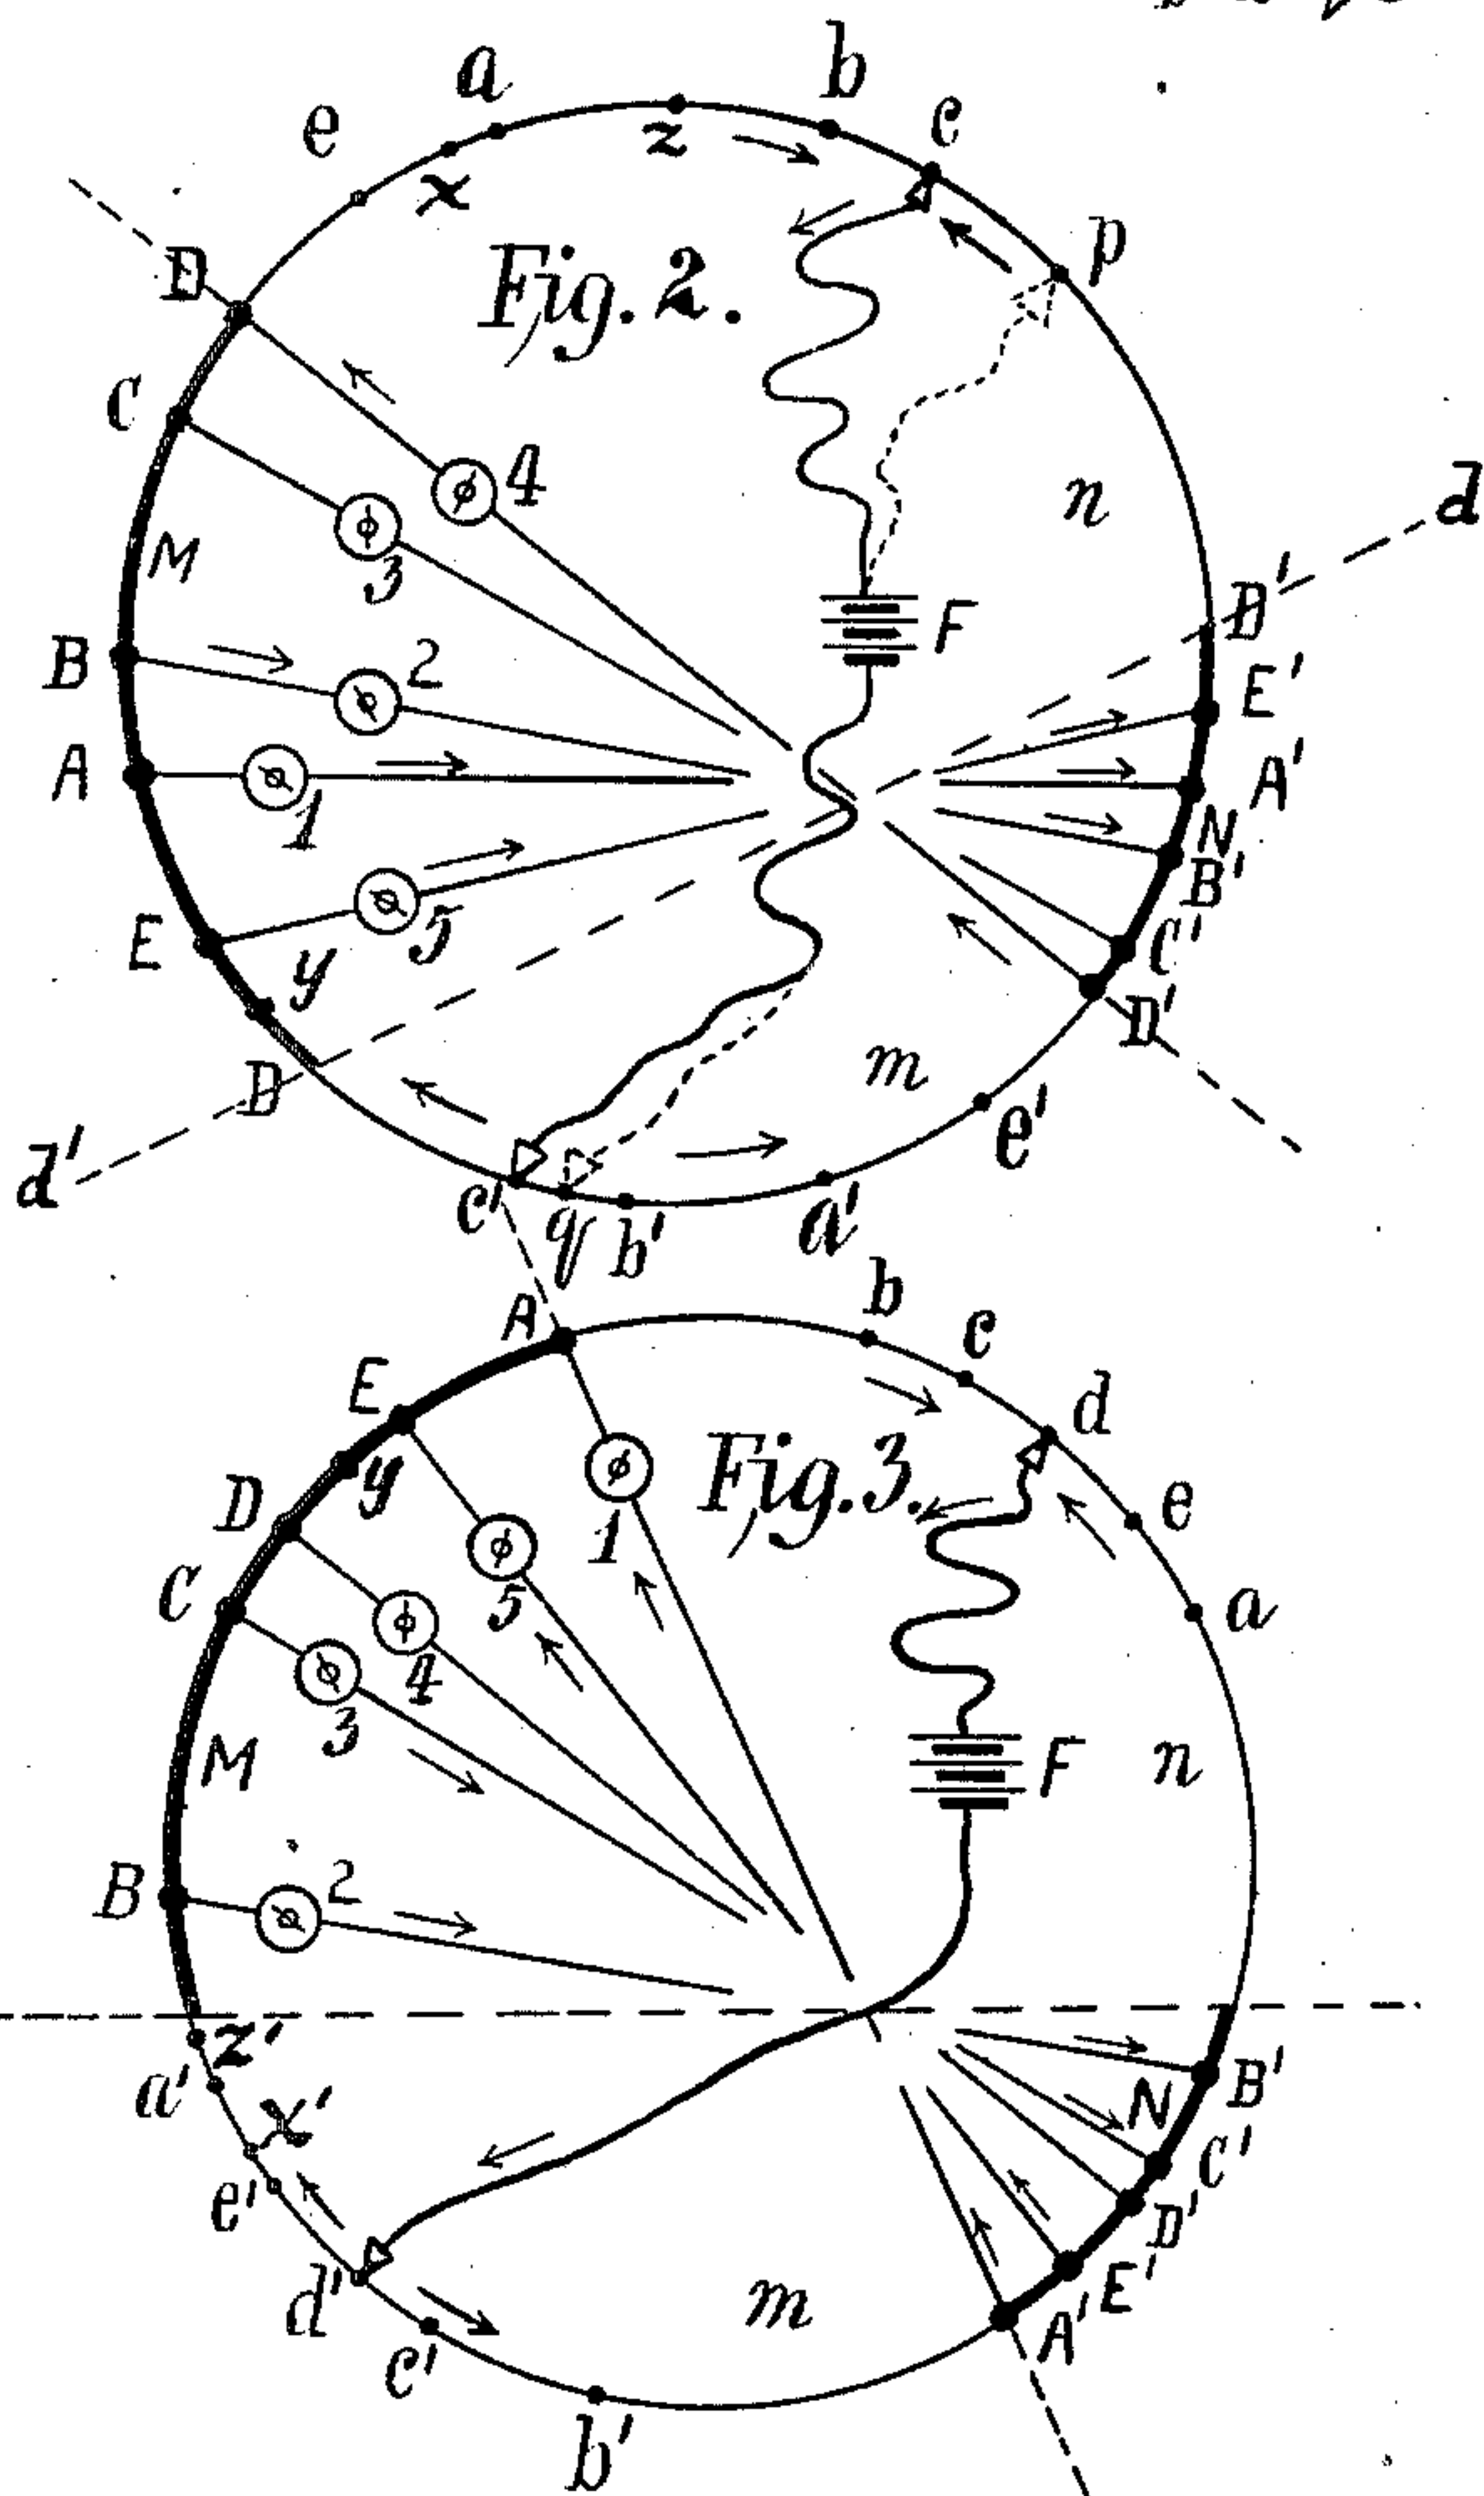 a
b
e
c
z
x
p
D
Fig. 2.
C
4
n
d
3
M
B'
F
B
2
E'
A
A'
1
N
B'
E
5
C'
y
D'
D
m
e'
d'
c'
q
b'
a'
b
A
c
E
d
Fig. 3.
D
y
e
1
C
5
a
4
3
M
F
n
B
2
z'
B'
a'
N
x'
C'
e'
D'
E'
d'
m
A'
c'
b'